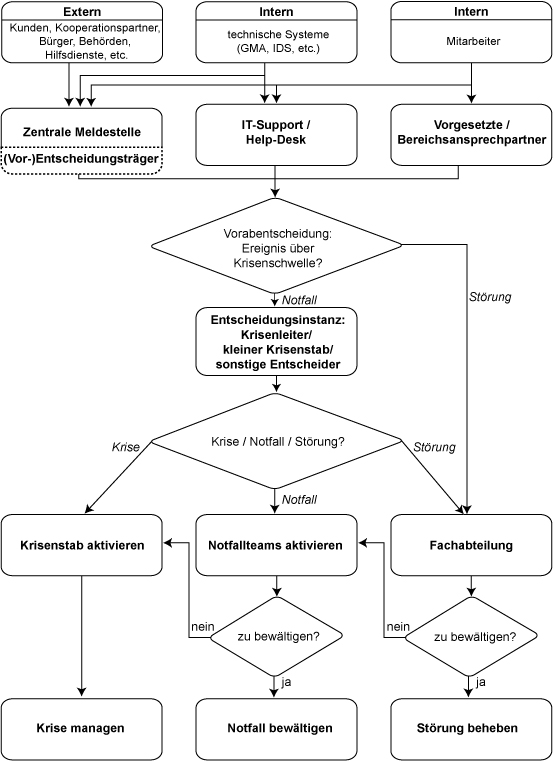 Extern
Kunden, Kooperationspartner,
Bürger, Behörden,
Hilfsdienste, etc.
Intern
technische Systeme
(GMA, IDS, etc.)
Intern
Mitarbeiter
Zentrale Meldestelle
(Vor-)Entscheidungsträger
IT-Support /
Help-Desk
Vorgesetzte /
Bereichsansprechpartner
Vorabentscheidung:
Ereignis über
Krisenschwelle?
Notfall
Störung
Entscheidungsinstanz:
Krisenleiter/
kleiner Krisenstab/
sonstige Entscheider
Krise / Notfall / Störung?
Krise
Störung
Notfall
Krisenstab aktivieren
Notfallteams aktivieren
Fachabteilung
nein
zu bewältigen?
nein
zu bewältigen?
ja
ja
Krise managen
Notfall bewältigen
Störung beheben